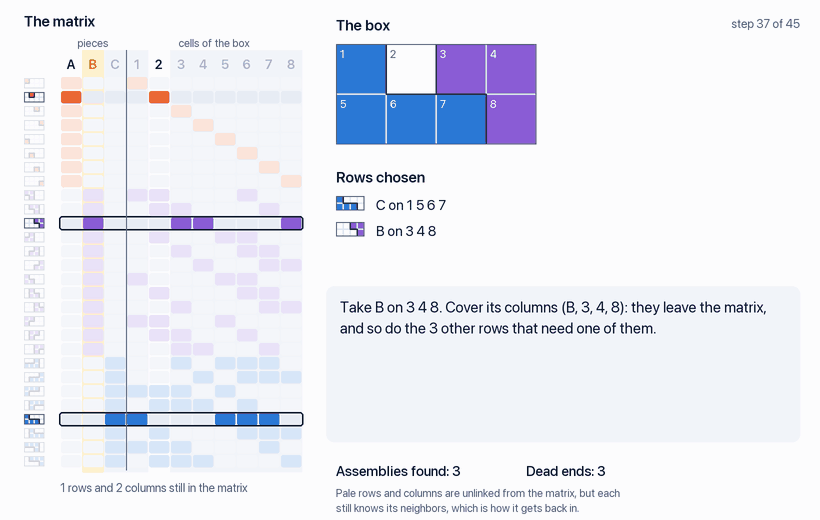 The matrix
pieces
cells of the box
A B C 1 2 3 4 5 6 7 8
1 rows and 2 columns still in the matrix
The box
step 37 of 45
1 2 3 4
5 6 7 8
Rows chosen
C on 1 5 6 7
B on 3 4 8
Take B on 3 4 8. Cover its columns (B, 3, 4, 8): they leave the matrix,
and so do the 3 other rows that need one of them.
Assemblies found: 3
Dead ends: 3
Pale rows and columns are unlinked from the matrix, but each
still knows its neighbors, which is how it gets back in.